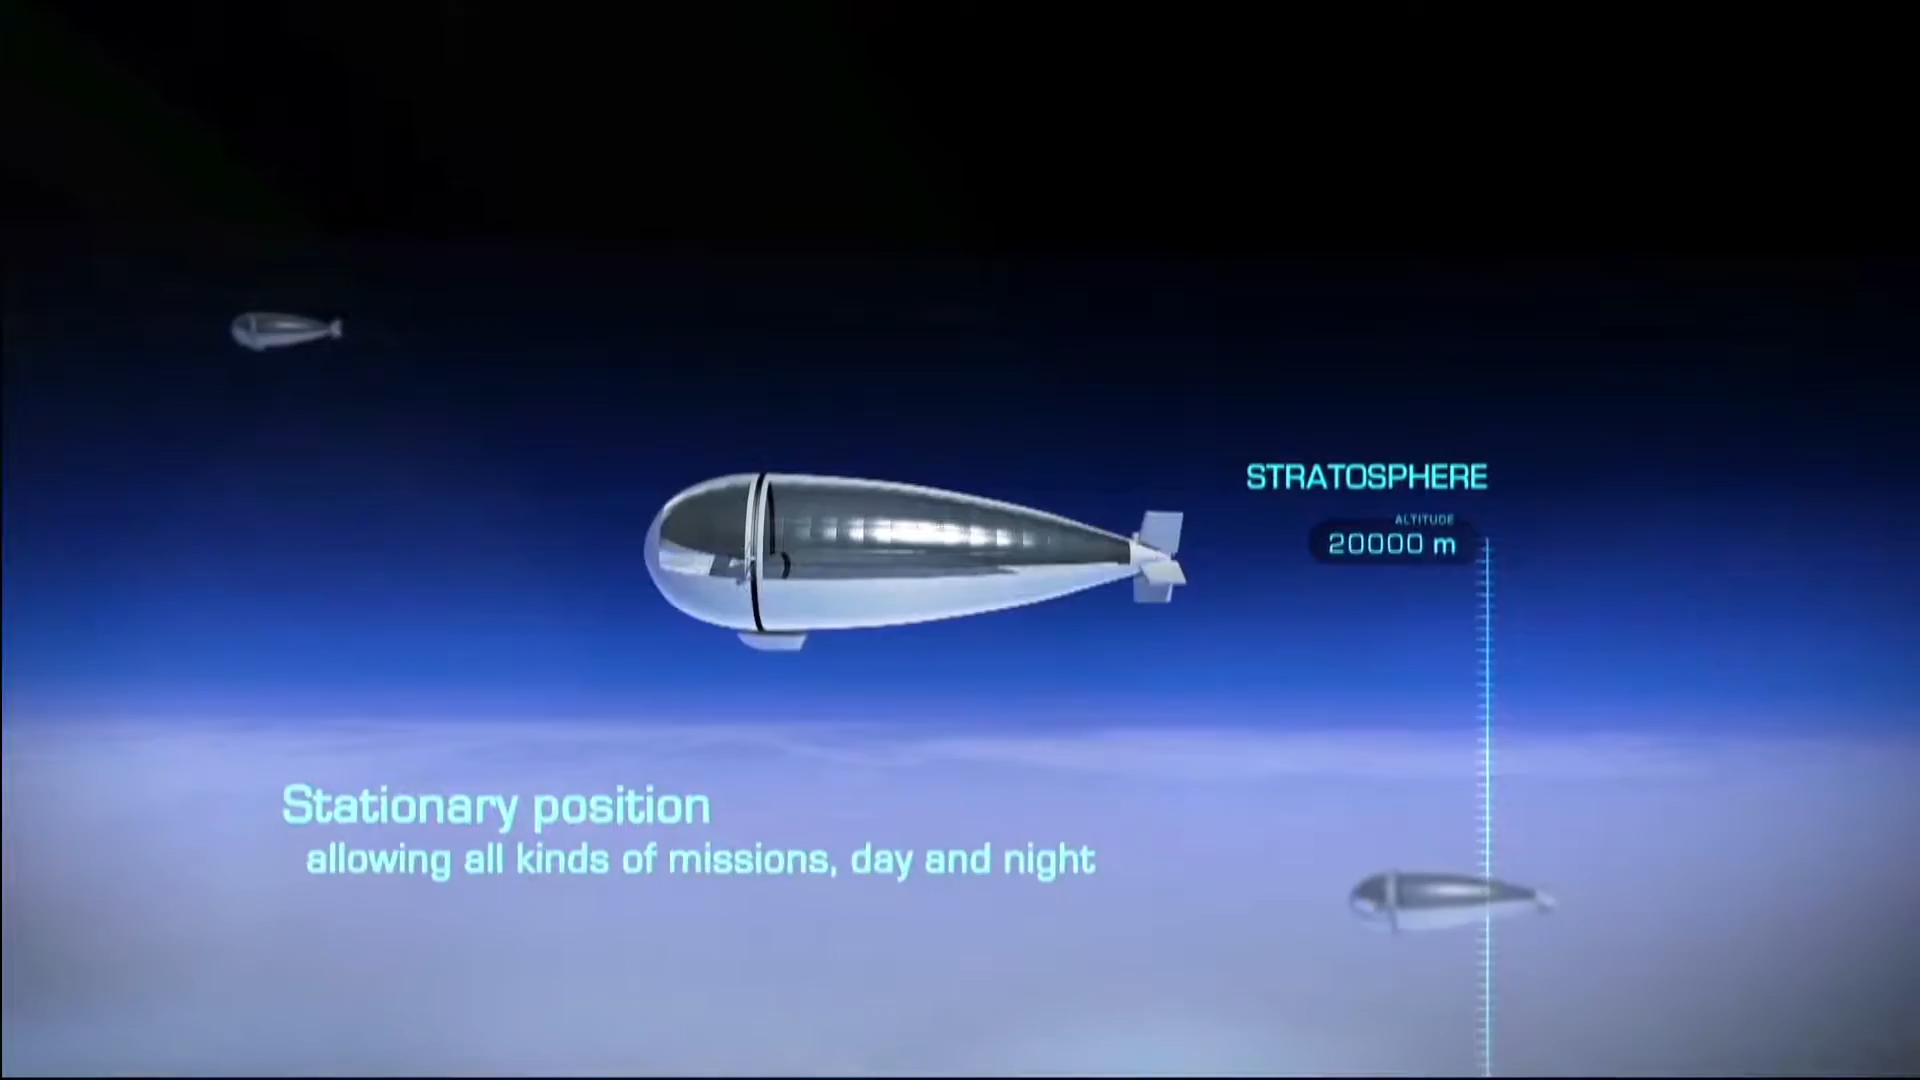 STRATOSPHERE
ALTITUDE
20000 m
Stationary position
allowing all kinds of missions, day and night